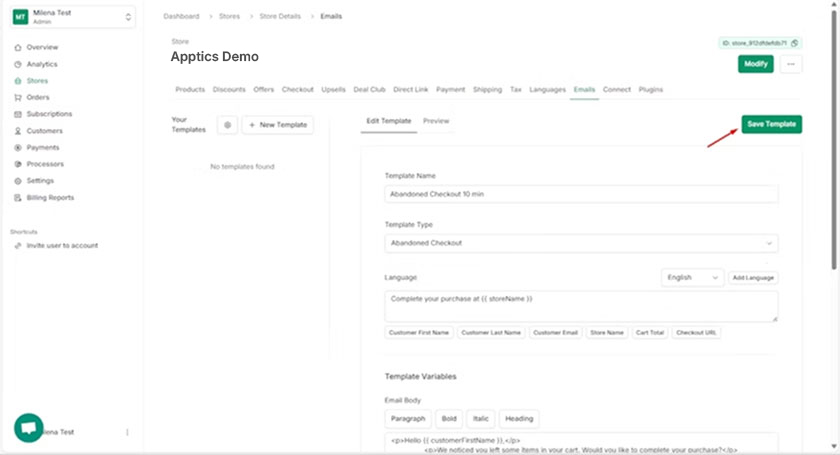 MT
Milena Test
Admin
Overview
Analytics
Stores
Orders
Subscriptions
Customers
Payments
Processors
Settings
Billing Reports
Shortcuts
Invite user to account
Milena Test
Dashboard > Stores > Store Details > Emails
Store
Apptics Demo
Modify
...
Products Discounts Offers Checkout Upsells Deal Club Direct Link Payment Shipping Tax Languages Emails Connect Plugins
Your Templates
+ New Template
No templates found
Edit Template Preview
Save Template
Template Name
Abandoned Checkout 10 min
Template Type
Abandoned Checkout
Language
English
Add Language
Complete your purchase at {{ storeName }}
Customer First Name Customer Last Name Customer Email Store Name Cart Total Checkout URL
Template Variables
Email Body
Paragraph Bold Italic Heading
<p>Hello {{ customerFirstName }},</p>
<p>We noticed you left some items in your cart. Would you like to complete your purchase?</p>